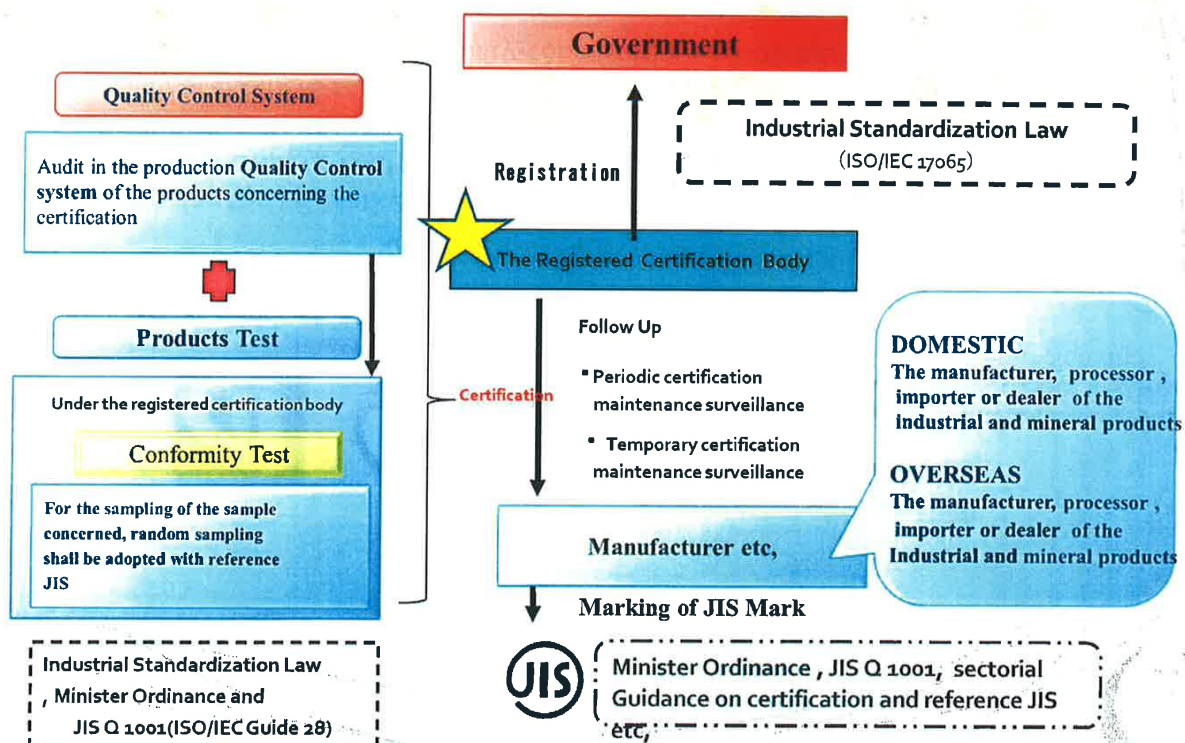 Government
Quality Control System
Audit in the production Quality Control
system of the products concerning the
certification
Products Test
Under the registered certification body
Conformity Test
For the sampling of the sample
concerned, random sampling
shall be adopted with reference
JIS
Industrial Standardization Law
, Minister Ordinance and
JIS Q 1001(ISO/IEC Guide 28)
Certification
Registration
Industrial Standardization Law
(ISO/IEC 17065)
The Registered Certification Body
Follow Up
▪ Periodic certification
maintenance surveillance
▪ Temporary certification
maintenance surveillance
DOMESTIC
The manufacturer, processor ,
importer or dealer of the
industrial and mineral products
OVERSEAS
The manufacturer, processor ,
importer or dealer of the
Industrial and mineral products
Manufacturer etc,
Marking of JIS Mark
JIS
Minister Ordinance , JIS Q 1001, sectorial
Guidance on certification and reference JIS
etc,